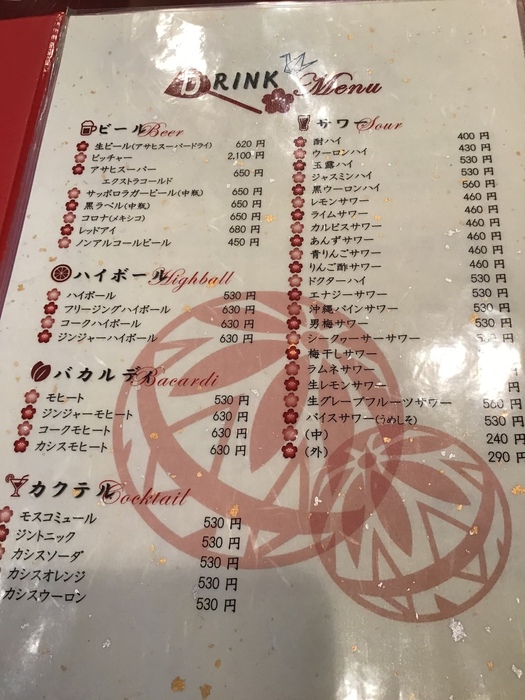 DRINK Menu
ビール Beer
生ビール(アサヒスーパードライ) 620 円
ピッチャー 2,100 円
アサヒスーパー
エクストラコールド 650 円
サッポロラガービール(中瓶) 650 円
黒ラベル(中瓶) 650 円
コロナ(メキシコ) 650 円
レッドアイ 680 円
ノンアルコールビール 450 円
ハイボール Highball
ハイボール 530 円
フリージングハイボール 630 円
コークハイボール 630 円
ジンジャーハイボール 630 円
バカルディ Bacardi
モヒート 530 円
ジンジャーモヒート 630 円
コークモヒート 630 円
カシスモヒート 630 円
カクテル Cocktail
モスコミュール 530 円
ジントニック 530 円
カシスソーダ 530 円
カシスオレンジ 530 円
カシスウーロン 530 円
サワー Sour
酎ハイ 400 円
ウーロンハイ 430 円
玉露ハイ 530 円
ジャスミンハイ 530 円
黒ウーロンハイ 560 円
レモンサワー 460 円
ライムサワー 460 円
カルピスサワー 460 円
あんずサワー 460 円
青りんごサワー 460 円
りんご酢サワー 460 円
ドクターハイ 530 円
エナジーサワー 530 円
沖縄パインサワー 530 円
男梅サワー 530 円
シークヮーサーサワー 円
梅干しサワー
ラムネサワー
生レモンサワー 円
生グレープフルーツサワー 560 円
バイスサワー(うめしそ) 530 円
(中) 240 円
(外) 290 円